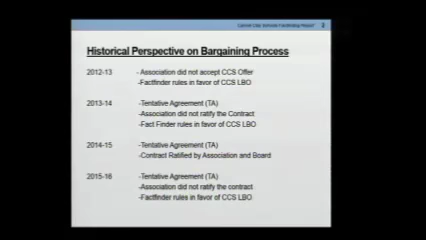 2
Historical Perspective on Bargaining Process
2012-13 - Association did not accept CCS Offer
-Factfinder rules in favor of CCS LBO
2013-14 -Tentative Agreement (TA)
-Association did not ratify the Contract
-Fact Finder rules in favor of CCS LBO
2014-15 -Tentative Agreement (TA)
-Contract Ratified by Association and Board
2015-16 -Tentative Agreement (TA)
-Association did not ratify the contract
-Factfinder rules in favor of CCS LBO